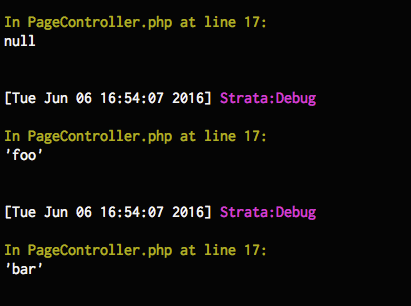 In PageController.php at line 17:
null
[Tue Jun 06 16:54:07 2016] Strata:Debug
In PageController.php at line 17:
'foo'
[Tue Jun 06 16:54:07 2016] Strata:Debug
In PageController.php at line 17:
'bar'